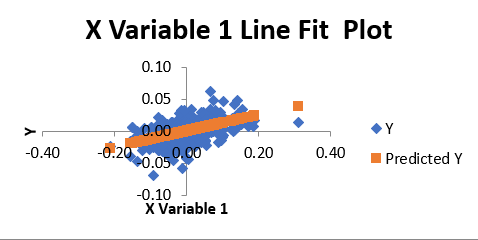 X Variable 1 Line Fit  Plot
0.10
0.05
0.00
-0.05
-0.10
-0.40
-0.20
0.00
0.20
0.40
Y
X Variable 1
Y
Predicted Y